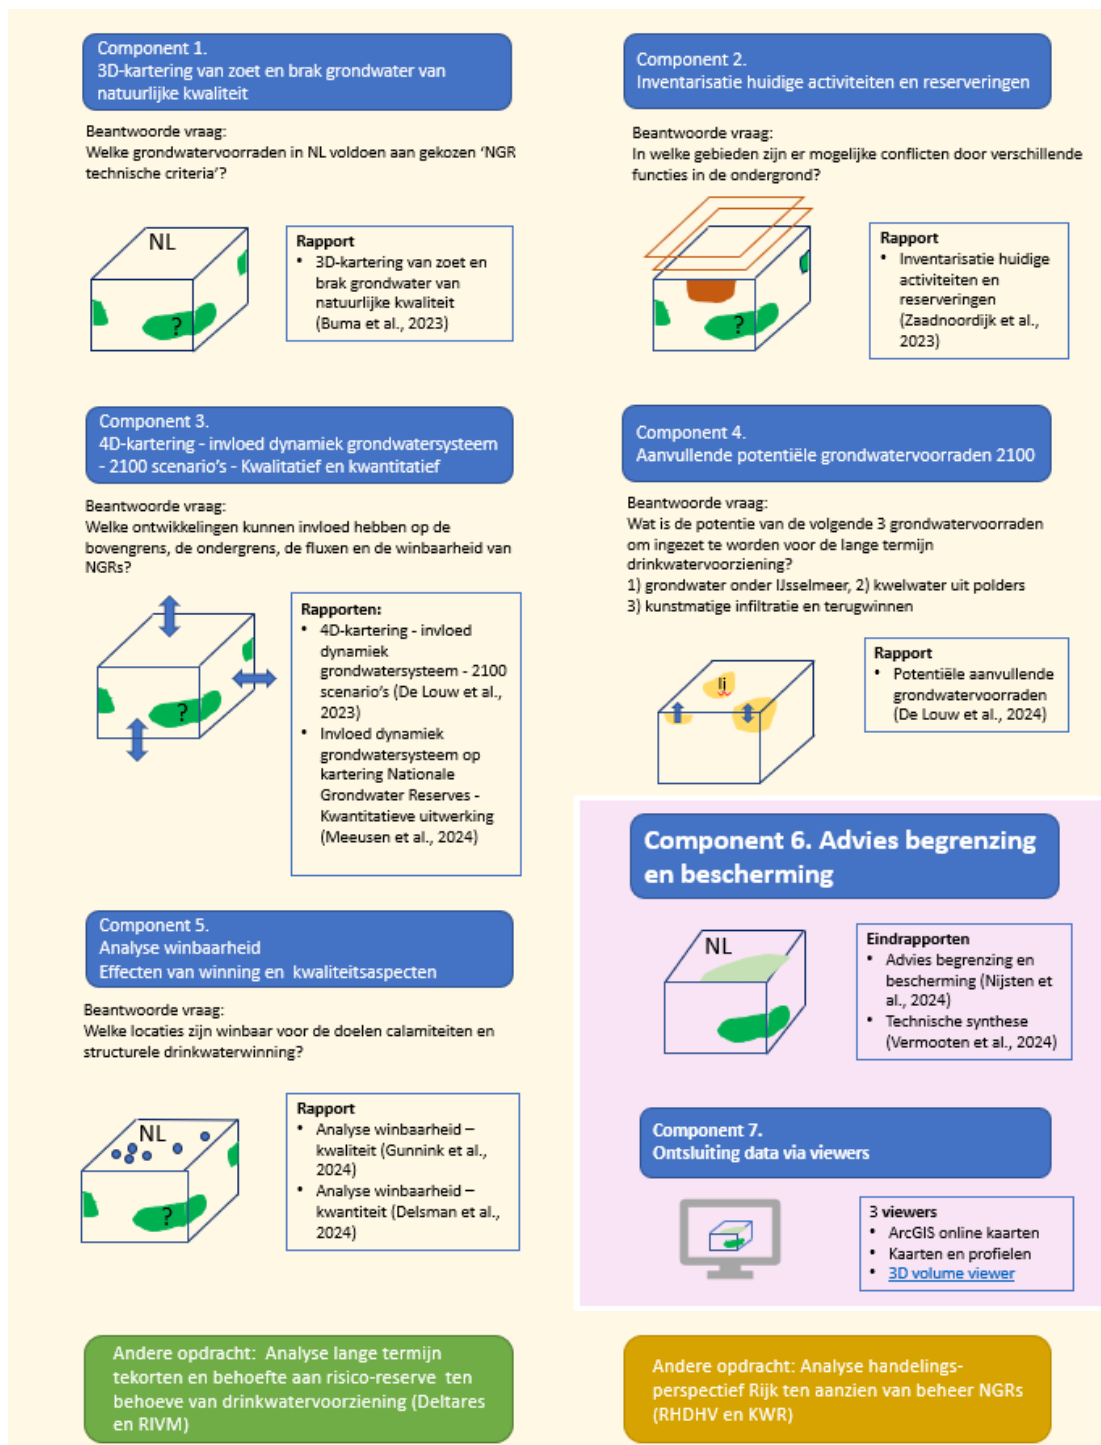 Component 1.
3D-kartering van zoet en brak grondwater van
natuurlijke kwaliteit
Beantwoorde vraag:
Welke grondwatervoorraden in NL voldoen aan gekozen ‘NGR
technische criteria’?
NL
?
Rapport
• 3D-kartering van zoet en
brak grondwater van
natuurlijke kwaliteit
(Buma et al., 2023)
Component 2.
Inventarisatie huidige activiteiten en reserveringen
Beantwoorde vraag:
In welke gebieden zijn er mogelijke conflicten door verschillende
functies in de ondergrond?
?
Rapport
• Inventarisatie huidige
activiteiten en
reserveringen
(Zaadnoordijk et al.,
2023)
Component 3.
4D-kartering - invloed dynamiek grondwatersysteem
- 2100 scenario’s - Kwalitatief en kwantitatief
Beantwoorde vraag:
Welke ontwikkelingen kunnen invloed hebben op de
bovengrens, de ondergrens, de fluxen en de winbaarheid van
NGRs?
?
Rapporten:
• 4D-kartering - invloed
dynamiek
grondwatersysteem - 2100
scenario’s (De Louw et al.,
2023)
• Invloed dynamiek
grondwatersysteem op
kartering Nationale
Grondwater Reserves -
Kwantitatieve uitwerking
(Meeusen et al., 2024)
Component 4.
Aanvullende potentiële grondwatervoorraden 2100
Beantwoorde vraag:
Wat is de potentie van de volgende 3 grondwatervoorraden
om ingezet te worden voor de lange termijn
drinkwatervoorziening?
1) grondwater onder IJsselmeer, 2) kwelwater uit polders
3) kunstmatige infiltratie en terugwinnen
Ij
Rapport
• Potentiële aanvullende
grondwatervoorraden
(De Louw et al., 2024)
Component 5.
Analyse winbaarheid
Effecten van winning en kwaliteitsaspecten
Beantwoorde vraag:
Welke locaties zijn winbaar voor de doelen calamiteiten en
structurele drinkwaterwinning?
NL
?
Rapport
• Analyse winbaarheid –
kwaliteit (Gunnink et al.,
2024)
• Analyse winbaarheid –
kwantiteit (Delsman et al.,
2024)
Component 6. Advies begrenzing
en bescherming
NL
Eindrapporten
• Advies begrenzing en
bescherming (Nijsten et
al., 2024)
• Technische synthese
(Vermooten et al., 2024)
Component 7.
Ontsluiting data via viewers
3 viewers
• ArcGIS online kaarten
• Kaarten en profielen
• 3D volume viewer
Andere opdracht: Analyse lange termijn
tekorten en behoefte aan risico-reserve ten
behoeve van drinkwatervoorziening (Deltares
en RIVM)
Andere opdracht: Analyse handelings-
perspectief Rijk ten aanzien van beheer NGRs
(RHDHV en KWR)